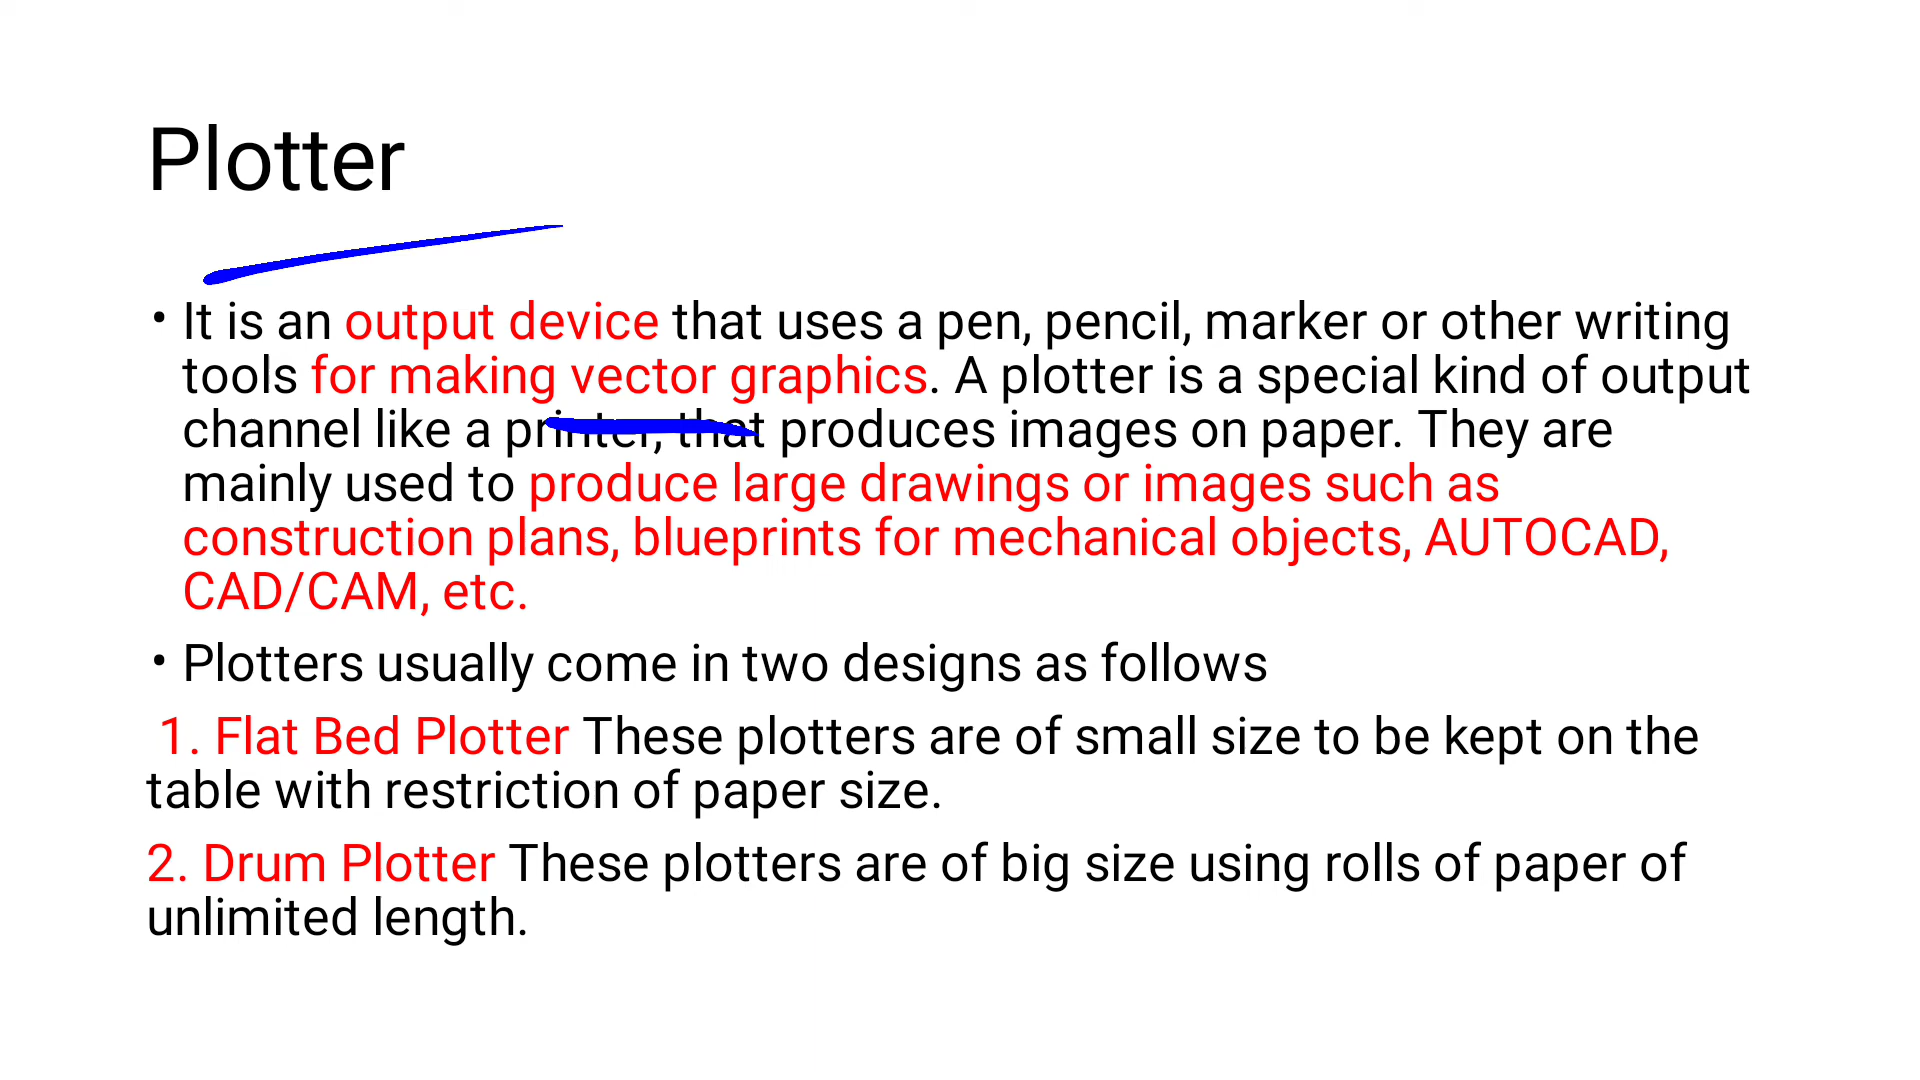 Plotter
• It is an output device that uses a pen, pencil, marker or other writing
tools for making vector graphics. A plotter is a special kind of output
channel like a printer, that produces images on paper. They are
mainly used to produce large drawings or images such as
construction plans, blueprints for mechanical objects, AUTOCAD,
CAD/CAM, etc.
• Plotters usually come in two designs as follows
1. Flat Bed Plotter These plotters are of small size to be kept on the
table with restriction of paper size.
2. Drum Plotter These plotters are of big size using rolls of paper of
unlimited length.